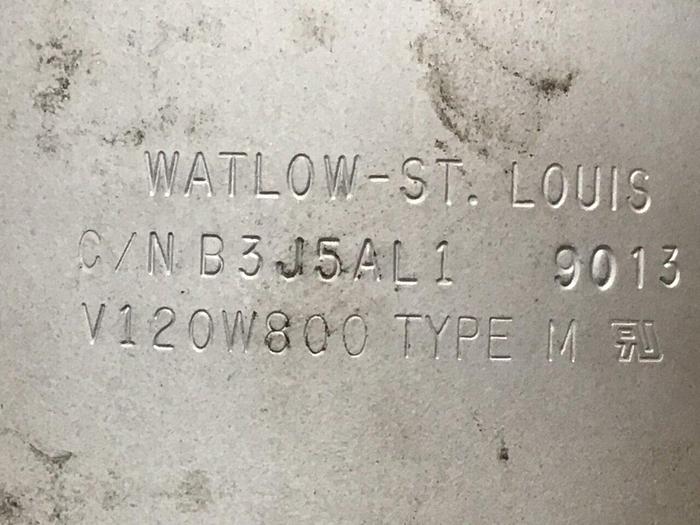 WATLOW-ST. LOUIS
C/N B3J5AL1 9013
V120W800 TYPE M